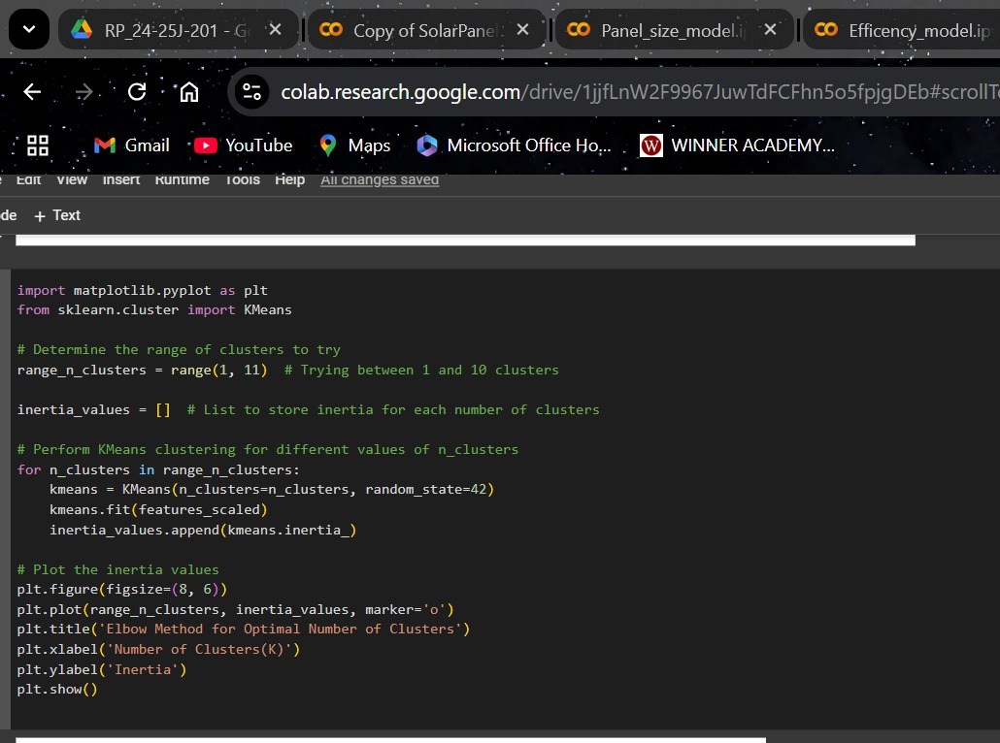 RP_24-25J-201 - G
Copy of SolarPanel
Panel_size_model.i
Efficency_model.ip
colab.research.google.com/drive/1jjfLnW2F9967JuwTdFCFhn5o5fpjgDEb#scrollT
Gmail
YouTube
Maps
Microsoft Office Ho...
WINNER ACADEMY...
Edit View Insert Runtime Tools Help All changes saved
de + Text
import matplotlib.pyplot as plt
from sklearn.cluster import KMeans
# Determine the range of clusters to try
range_n_clusters = range(1, 11)  # Trying between 1 and 10 clusters
inertia_values = []  # List to store inertia for each number of clusters
# Perform KMeans clustering for different values of n_clusters
for n_clusters in range_n_clusters:
    kmeans = KMeans(n_clusters=n_clusters, random_state=42)
    kmeans.fit(features_scaled)
    inertia_values.append(kmeans.inertia_)
# Plot the inertia values
plt.figure(figsize=(8, 6))
plt.plot(range_n_clusters, inertia_values, marker='o')
plt.title('Elbow Method for Optimal Number of Clusters')
plt.xlabel('Number of Clusters(K)')
plt.ylabel('Inertia')
plt.show()